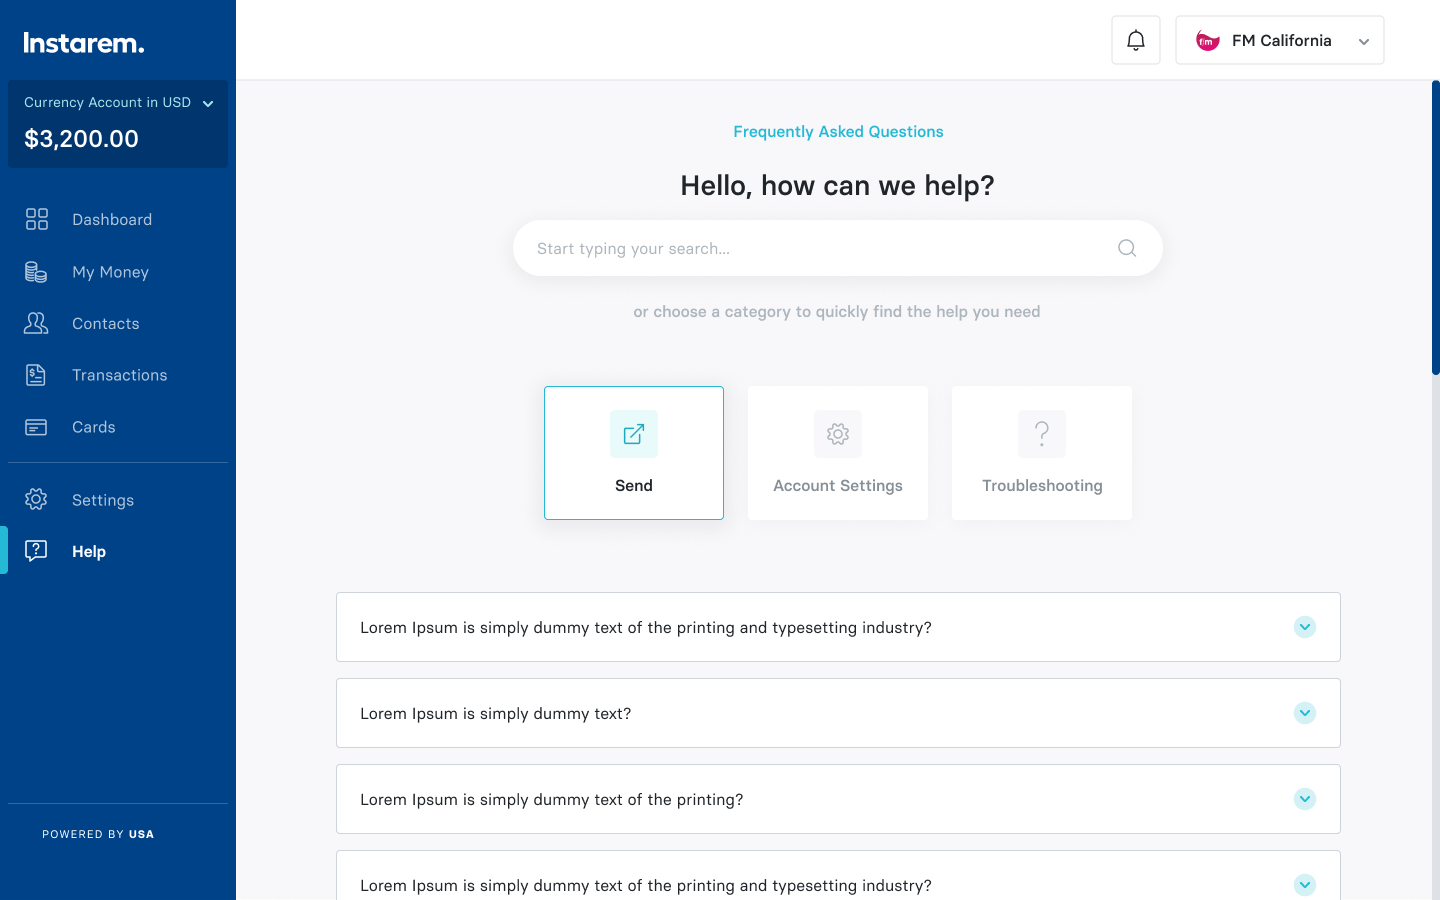 Instarem.
Currency Account in USD
$3,200.00
Dashboard
My Money
Contacts
Transactions
Cards
Settings
Help
POWERED BY USA
fm
FM California
Frequently Asked Questions
Hello, how can we help?
Start typing your search...
or choose a category to quickly find the help you need
Send
Account Settings
Troubleshooting
Lorem Ipsum is simply dummy text of the printing and typesetting industry?
Lorem Ipsum is simply dummy text?
Lorem Ipsum is simply dummy text of the printing?
Lorem Ipsum is simply dummy text of the printing and typesetting industry?